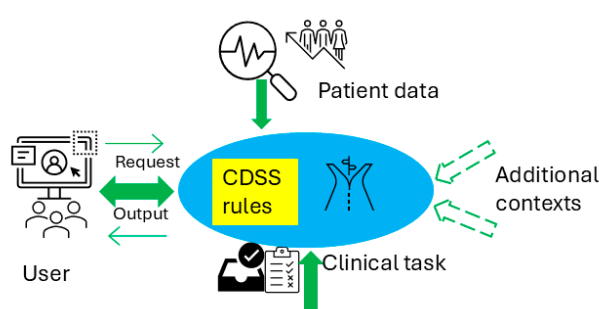 Patient data
Request
CDSS
rules
Additional
contexts
Output
Clinical task
User